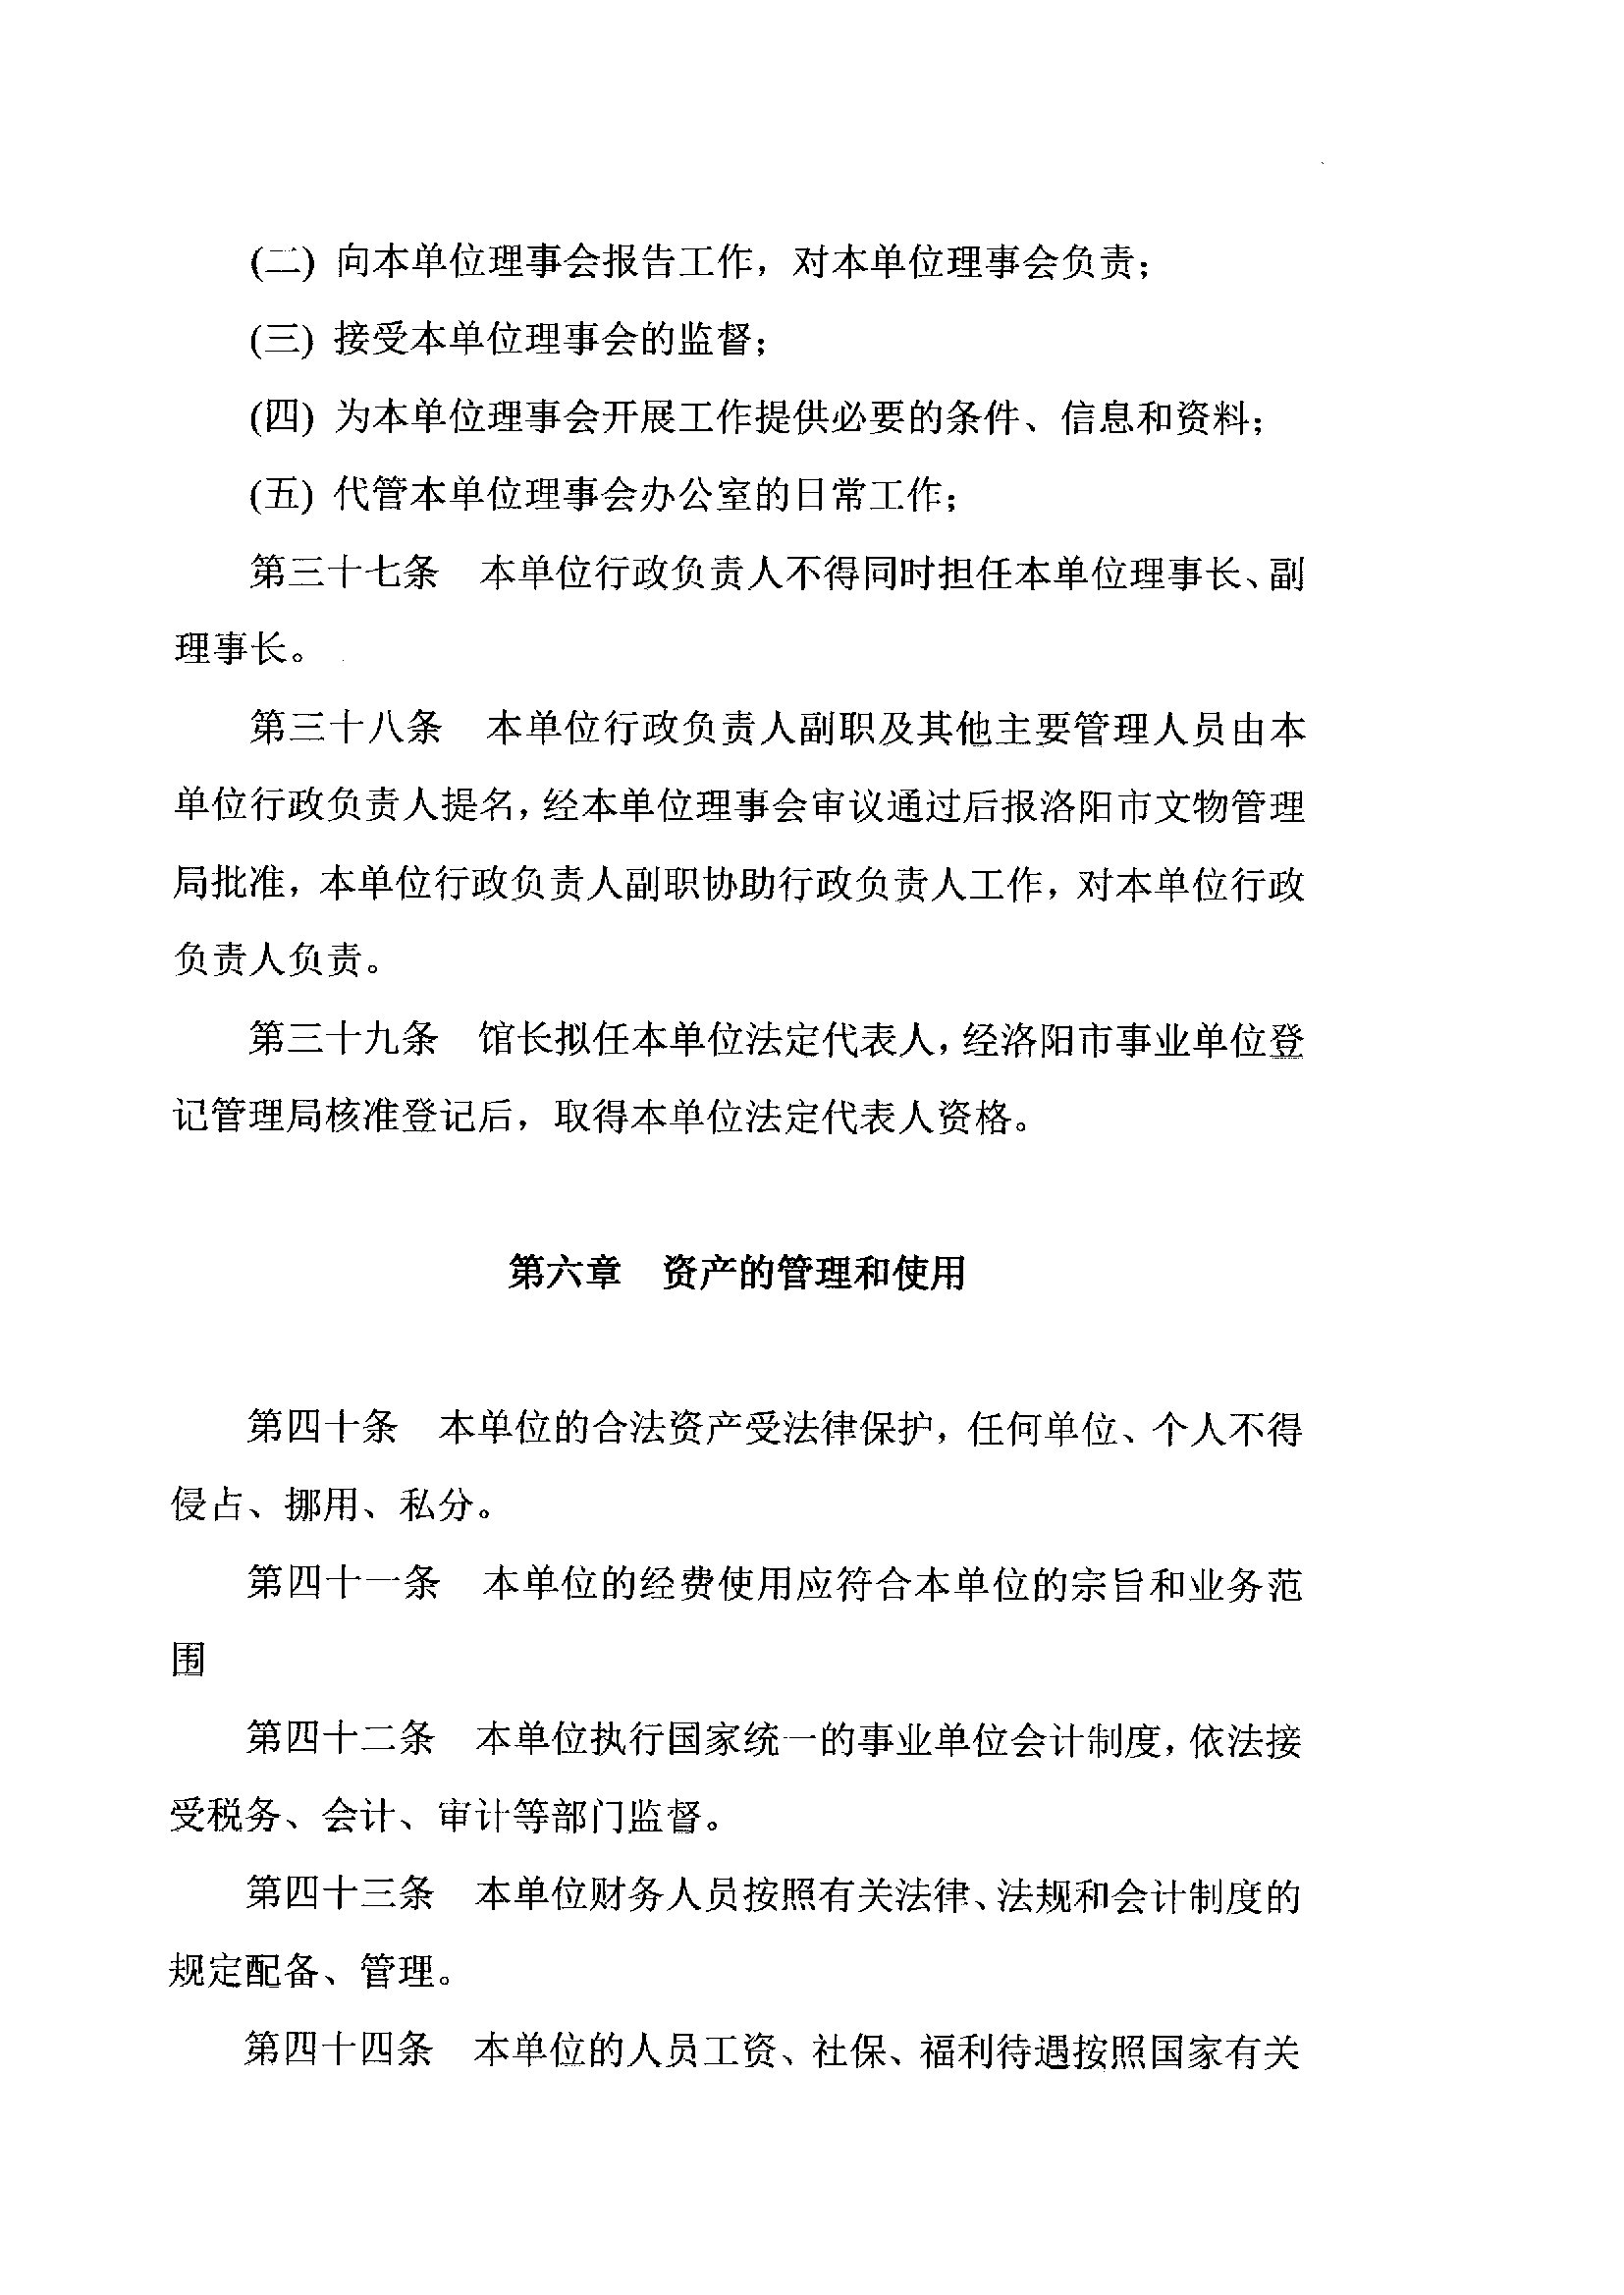 (二) 向本单位理事会报告工作，对本单位理事会负责；
(三) 接受本单位理事会的监督；
(四) 为本单位理事会开展工作提供必要的条件、信息和资料；
(五) 代管本单位理事会办公室的日常工作；
第三十七条　本单位行政负责人不得同时担任本单位理事长、副
理事长。
第三十八条　本单位行政负责人副职及其他主要管理人员由本
单位行政负责人提名，经本单位理事会审议通过后报洛阳市文物管理
局批准，本单位行政负责人副职协助行政负责人工作，对本单位行政
负责人负责。
第三十九条　馆长拟任本单位法定代表人，经洛阳市事业单位登
记管理局核准登记后，取得本单位法定代表人资格。
第六章　资产的管理和使用
第四十条　本单位的合法资产受法律保护，任何单位、个人不得
侵占、挪用、私分。
第四十一条　本单位的经费使用应符合本单位的宗旨和业务范
围
第四十二条　本单位执行国家统一的事业单位会计制度，依法接
受税务、会计、审计等部门监督。
第四十三条　本单位财务人员按照有关法律、法规和会计制度的
规定配备、管理。
第四十四条　本单位的人员工资、社保、福利待遇按照国家有关